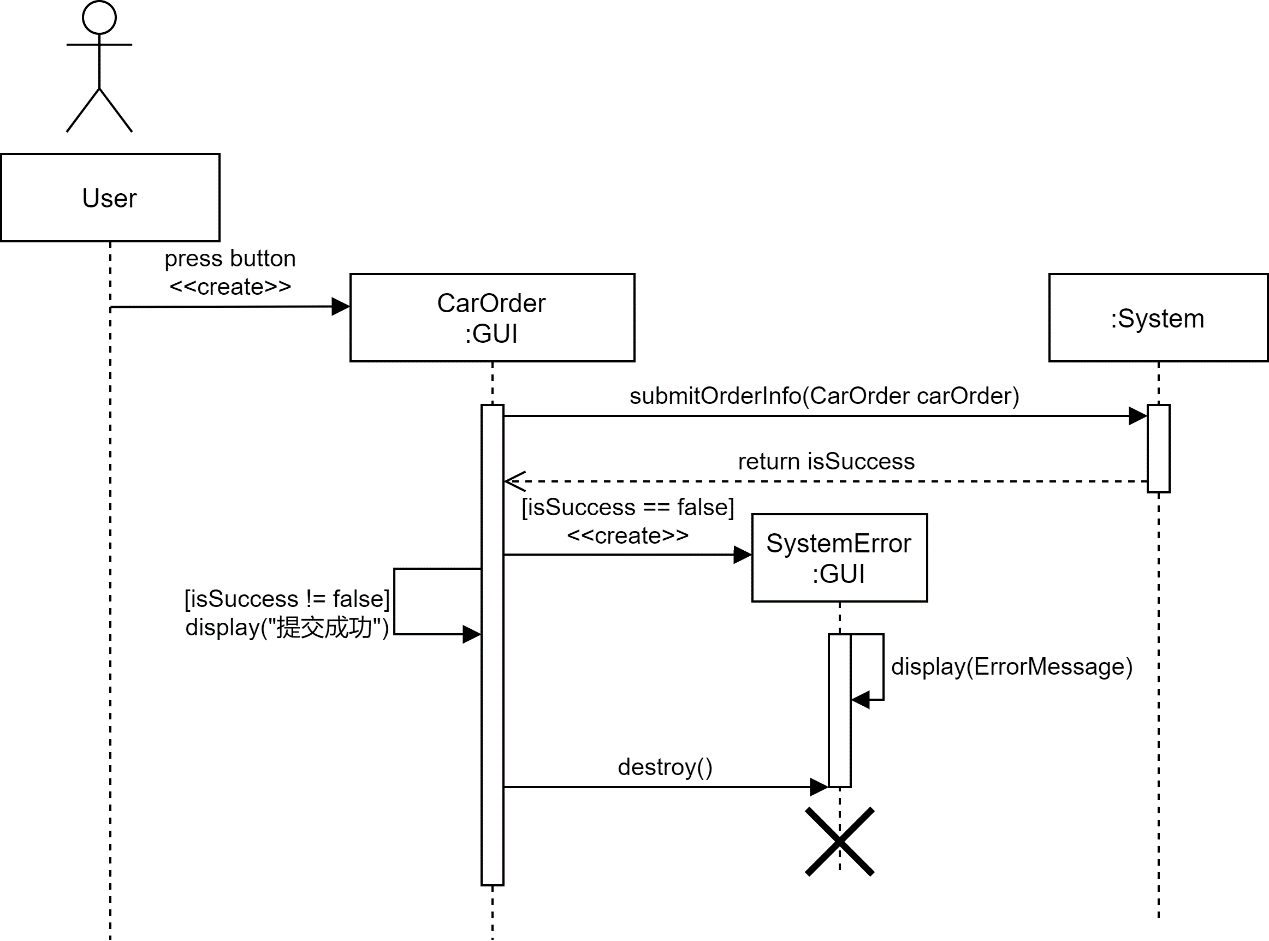 User
press button
<<create>>
CarOrder
:GUI
:System
submitOrderInfo(CarOrder carOrder)
return isSuccess
[isSuccess == false]
<<create>>
SystemError
:GUI
[isSuccess != false]
display("提交成功")
display(ErrorMessage)
destroy()